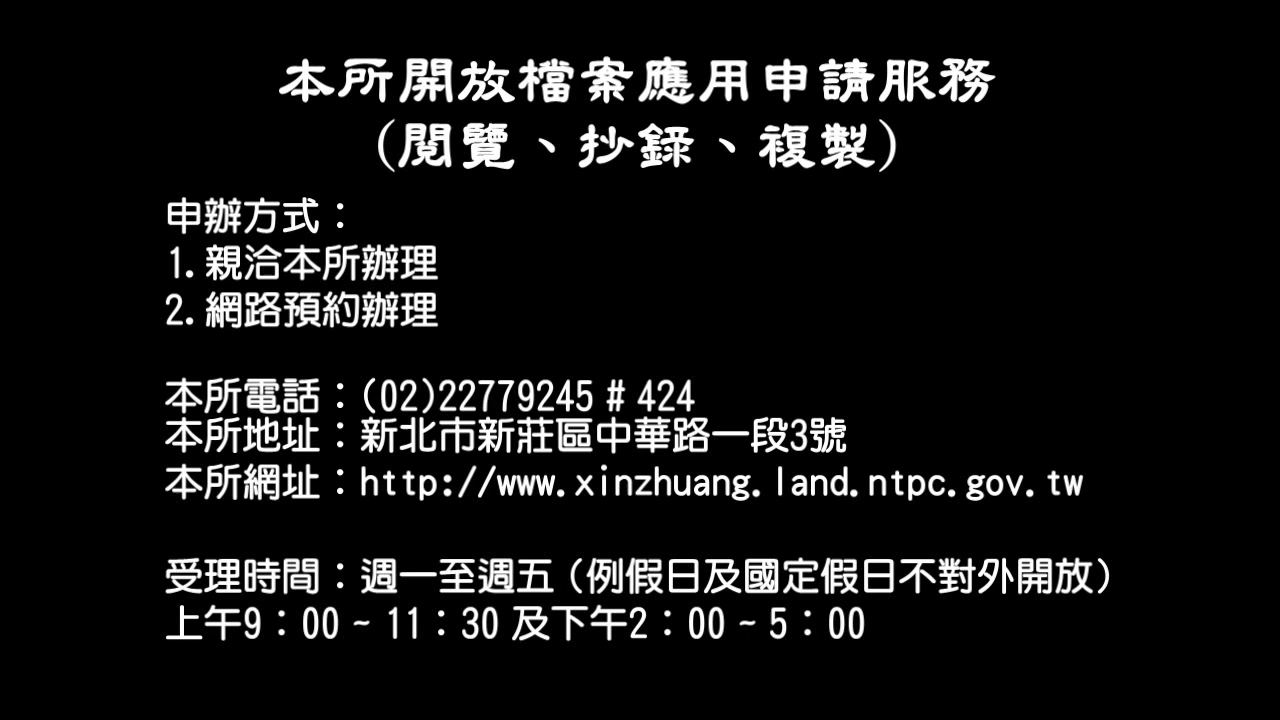 本所開放檔案應用申請服務
(閱覽、抄錄、複製)
申辦方式：
1.親洽本所辦理
2.網路預約辦理
本所電話：(02)22779245 # 424
本所地址：新北市新莊區中華路一段3號
本所網址：http://www.xinzhuang.land.ntpc.gov.tw
受理時間：週一至週五 (例假日及國定假日不對外開放)
上午9：00 ~ 11：30 及下午2：00 ~ 5：00